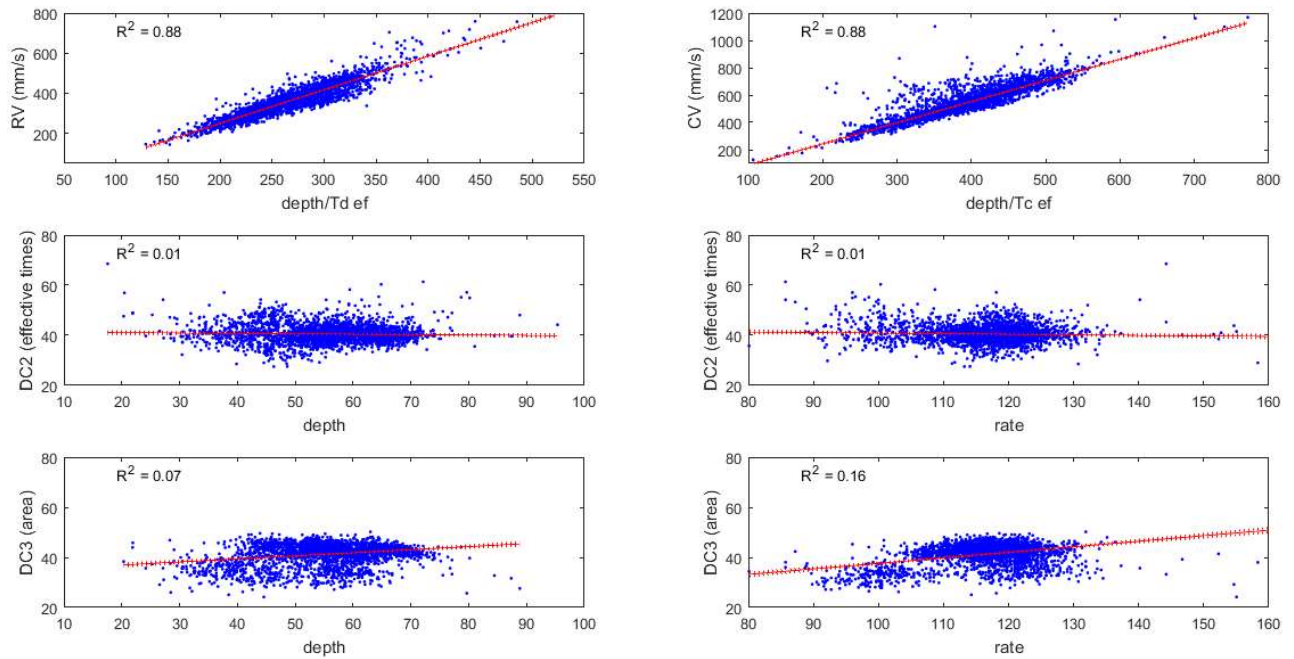 R² = 0.88
RV (mm/s)
800
600
400
200
50 100 150 200 250 300 350 400 450 500 550
depth/Td ef
R² = 0.88
CV (mm/s)
1200
1000
800
600
400
200
100 200 300 400 500 600 700 800
depth/Tc ef
R² = 0.01
DC2 (effective times)
80
60
40
20
10 20 30 40 50 60 70 80 90 100
depth
R² = 0.01
DC2 (effective times)
80
60
40
20
80 90 100 110 120 130 140 150 160
rate
R² = 0.07
DC3 (area)
80
60
40
20
10 20 30 40 50 60 70 80 90 100
depth
R² = 0.16
DC3 (area)
80
60
40
20
80 90 100 110 120 130 140 150 160
rate